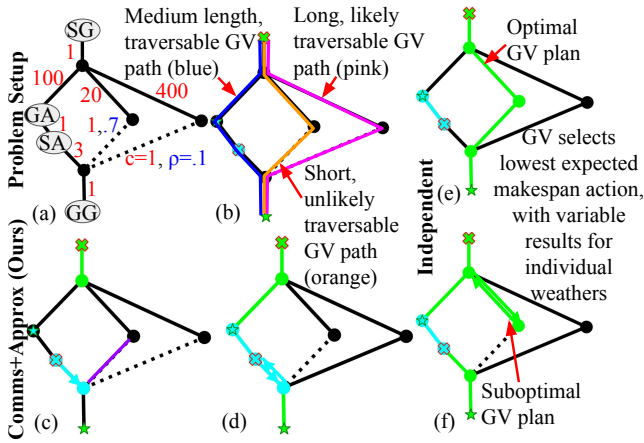 Problem Setup
SG
1
100
20
400
GA
1
SA
1,.7
3
c=1, ρ=.1
1
(a)
GG
Medium length,
traversable GV
path (blue)
Long, likely
traversable GV
path (pink)
(b)
Short,
unlikely
traversable
GV path
(orange)
Optimal
GV plan
(e)
Independent
GV selects
lowest expected
makespan action,
with variable
results for
individual
weathers
Comms+Approx (Ours)
(c)
(d)
Suboptimal
GV plan
(f)